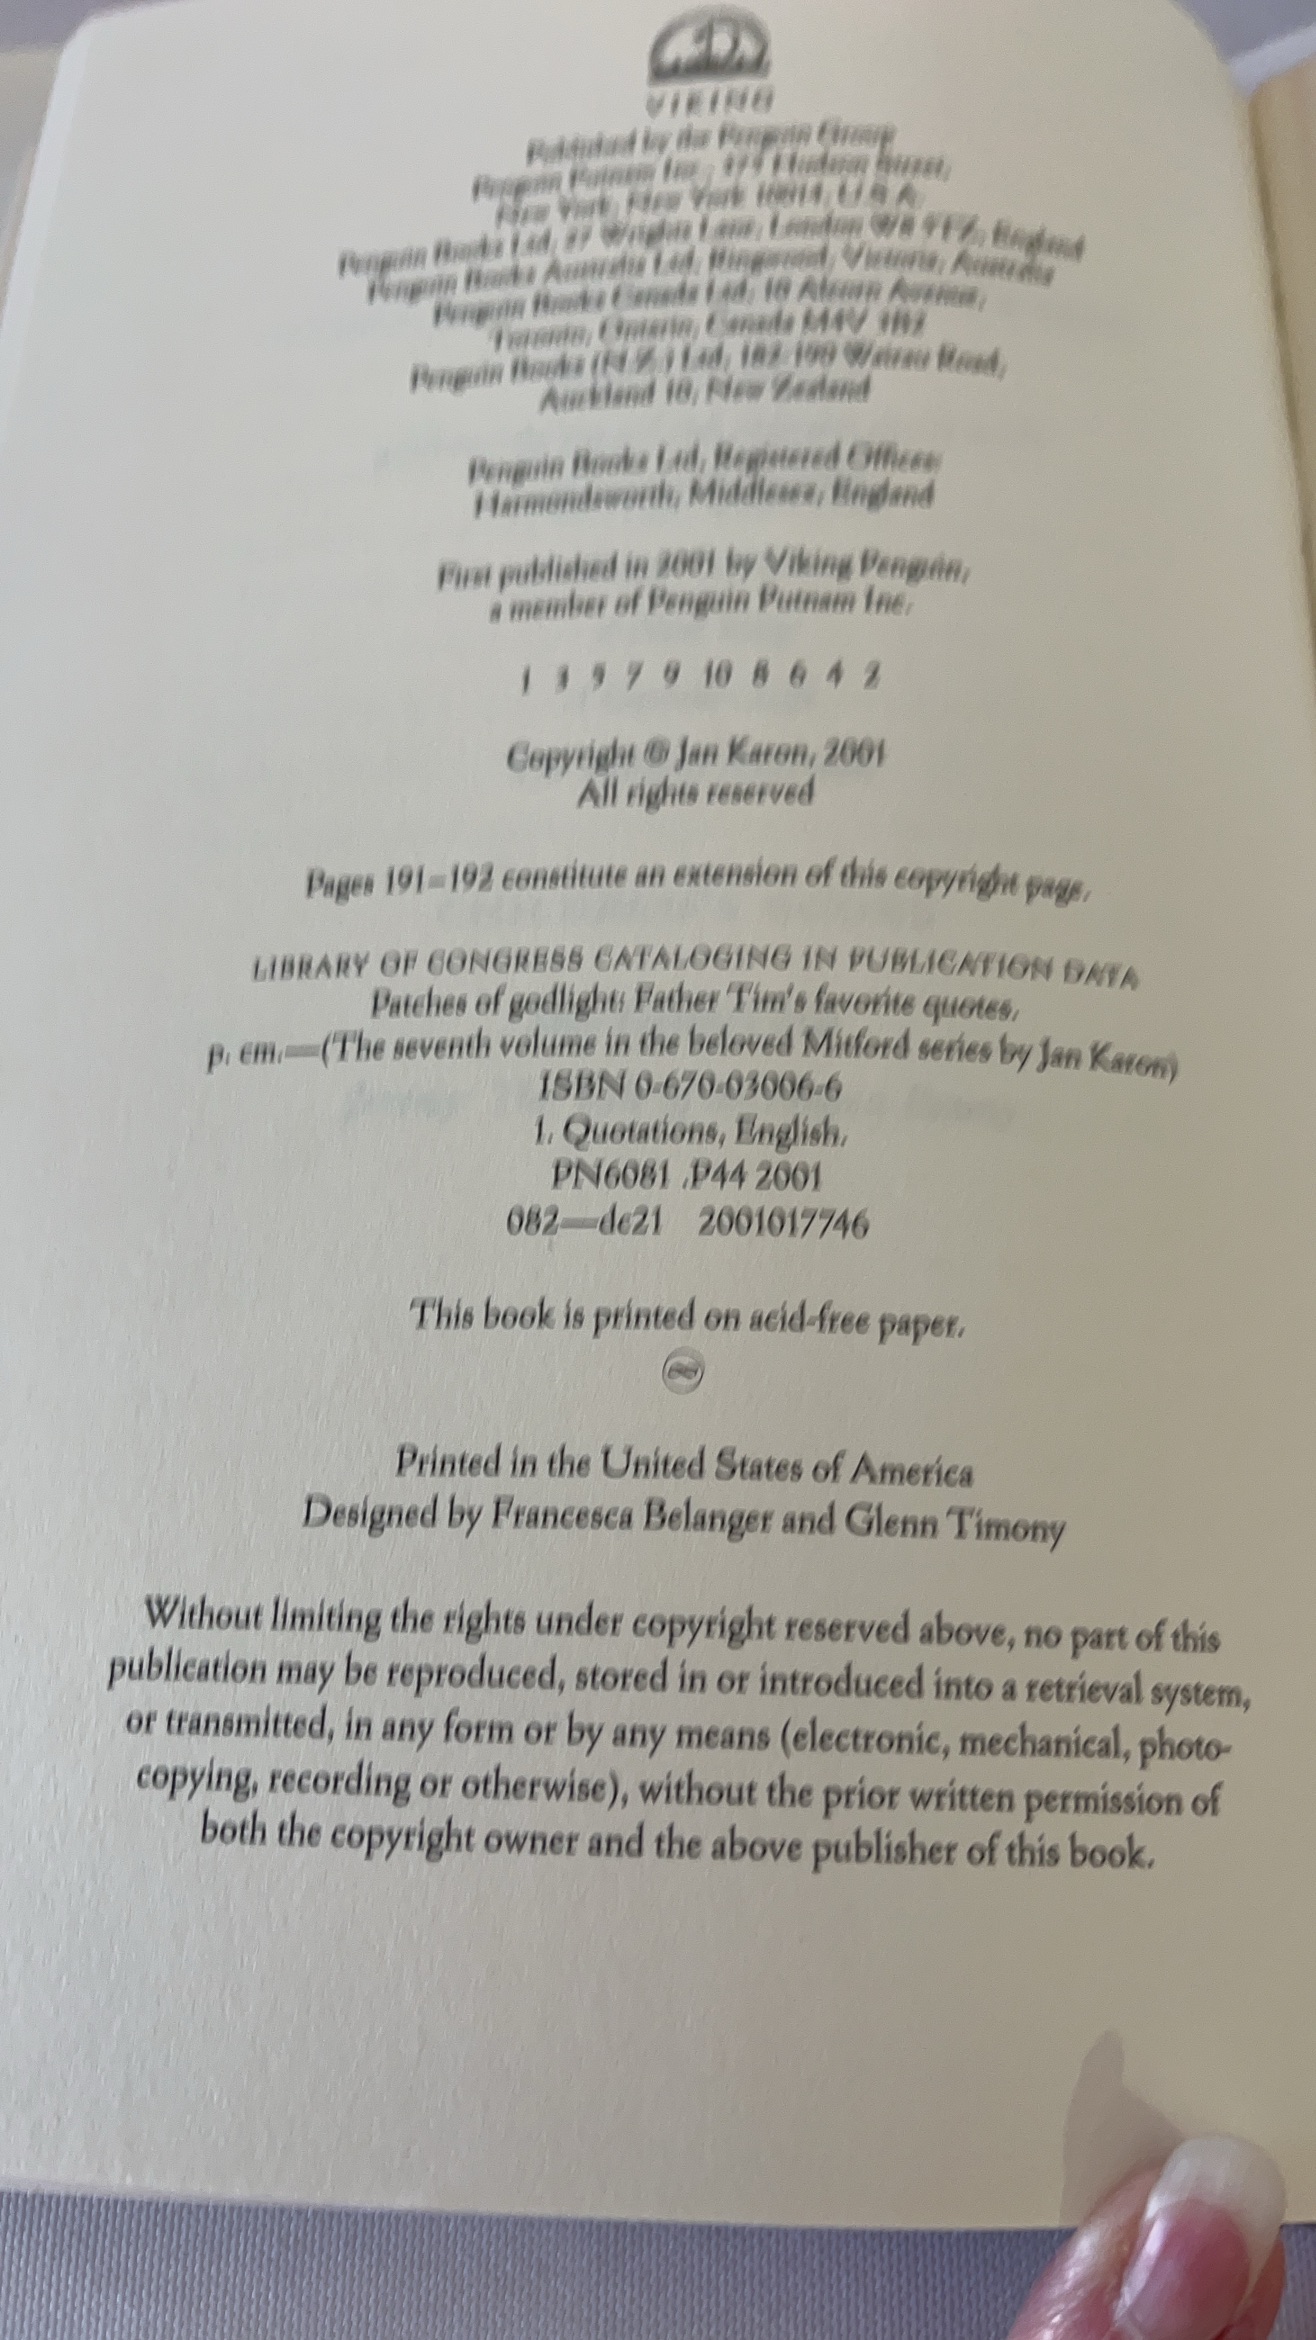 VIKING
Published by the Penguin Group
Penguin Putnam Inc., 375 Hudson Street,
New York, New York 10014, U.S.A.
Penguin Books Ltd, 27 Wrights Lane, London W8 5TZ, England
Penguin Books Australia Ltd, Ringwood, Victoria, Australia
Penguin Books Canada Ltd, 10 Alcorn Avenue,
Toronto, Ontario, Canada M4V 3B2
Penguin Books (N.Z.) Ltd, 182-190 Wairau Road,
Auckland 10, New Zealand
Penguin Books Ltd, Registered Offices:
Harmondsworth, Middlesex, England
First published in 2001 by Viking Penguin,
a member of Penguin Putnam Inc.
1 3 5 7 9 10 8 6 4 2
Copyright © Jan Karon, 2001
All rights reserved
Pages 191–192 constitute an extension of this copyright page.
LIBRARY OF CONGRESS CATALOGING IN PUBLICATION DATA
Patches of godlight: Father Tim's favorite quotes.
p. cm.—(The seventh volume in the beloved Mitford series by Jan Karon)
ISBN 0-670-03006-6
1. Quotations, English.
PN6081 .P44 2001
082—dc21 2001017746
This book is printed on acid-free paper.
∞
Printed in the United States of America
Designed by Francesca Belanger and Glenn Timony
Without limiting the rights under copyright reserved above, no part of this
publication may be reproduced, stored in or introduced into a retrieval system,
or transmitted, in any form or by any means (electronic, mechanical, photo-
copying, recording or otherwise), without the prior written permission of
both the copyright owner and the above publisher of this book.